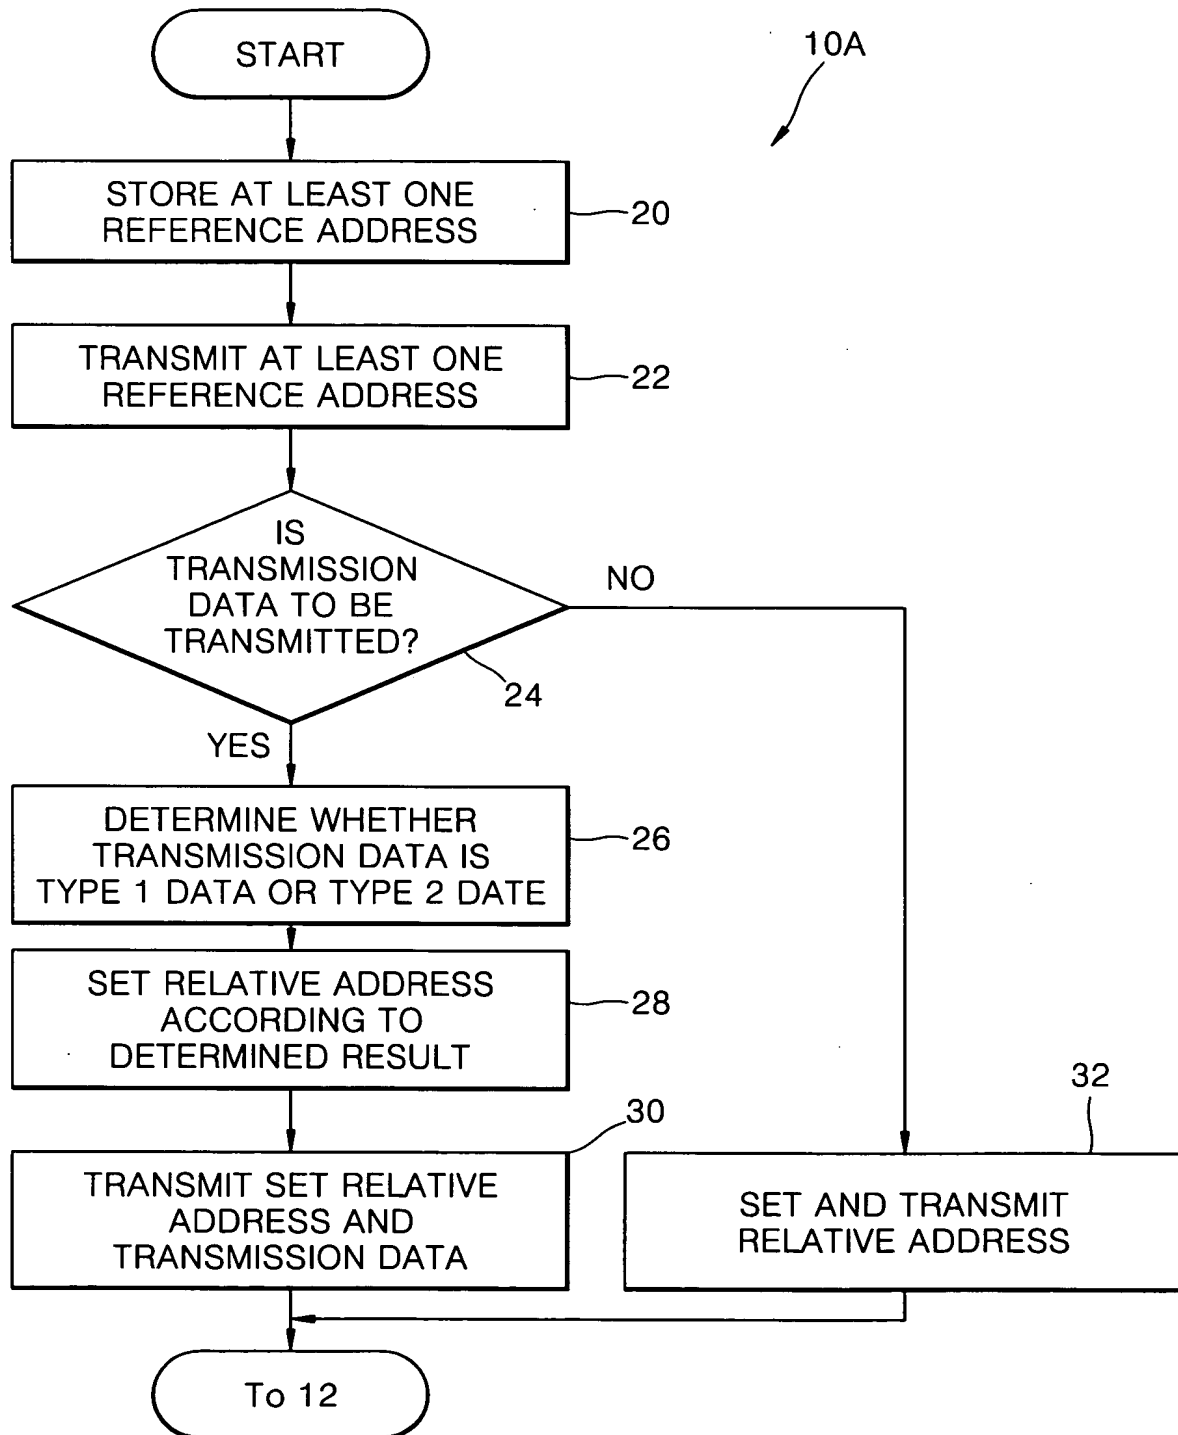 START
10A
STORE AT LEAST ONE
REFERENCE ADDRESS
20
TRANSMIT AT LEAST ONE
REFERENCE ADDRESS
22
IS
TRANSMISSION
DATA TO BE
TRANSMITTED?
NO
24
YES
DETERMINE WHETHER
TRANSMISSION DATA IS
TYPE 1 DATA OR TYPE 2 DATE
26
SET RELATIVE ADDRESS
ACCORDING TO
DETERMINED RESULT
28
TRANSMIT SET RELATIVE
ADDRESS AND
TRANSMISSION DATA
30
SET AND TRANSMIT
RELATIVE ADDRESS
32
To 12